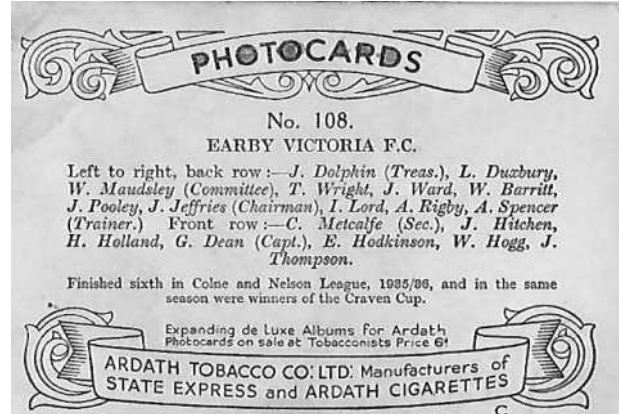 PHOTOCARDS
No. 108.
EARBY VICTORIA F.C.
Left to right, back row :—J. Dolphin (Treas.), L. Duxbury,
W. Maudsley (Committee), T. Wright, J. Ward, W. Barritt,
J. Pooley, J. Jeffries (Chairman), I. Lord, A. Rigby, A. Spencer
(Trainer.) Front row :—C. Metcalfe (Sec.), J. Hitchen,
H. Holland, G. Dean (Capt.), E. Hodkinson, W. Hogg, J.
Thompson.
Finished sixth in Colne and Nelson League, 1935/36, and in the same
season were winners of the Craven Cup.
Expanding de Luxe Albums for Ardath
Photocards on sale at Tobacconists Price 6d
ARDATH TOBACCO CO: LTD: Manufacturers of
STATE EXPRESS and ARDATH CIGARETTES
C